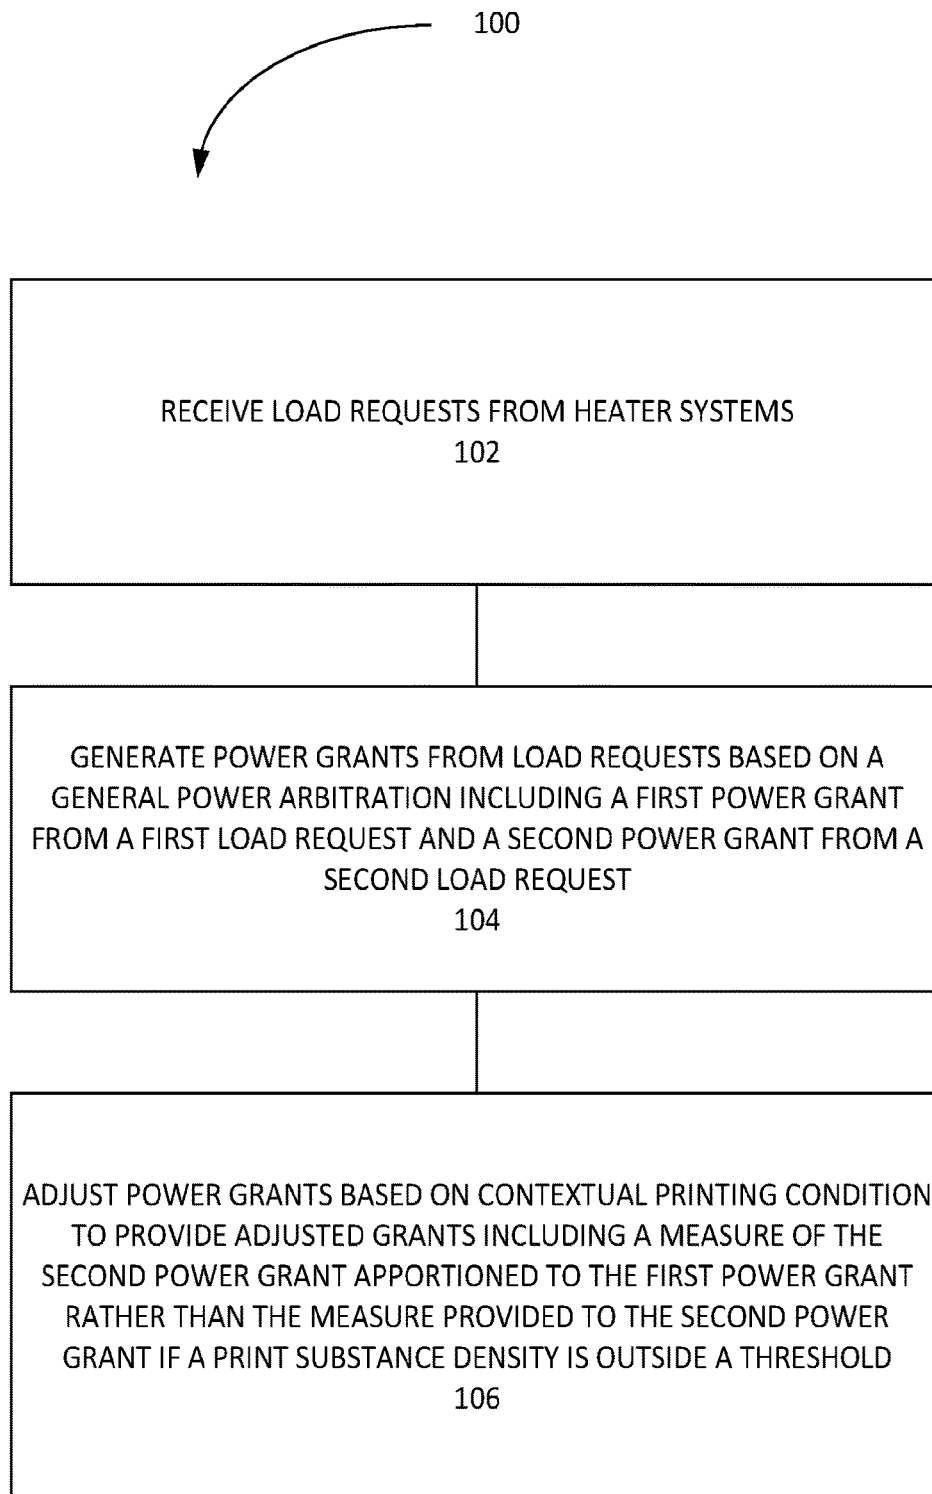 100
RECEIVE LOAD REQUESTS FROM HEATER SYSTEMS
102
GENERATE POWER GRANTS FROM LOAD REQUESTS BASED ON A
GENERAL POWER ARBITRATION INCLUDING A FIRST POWER GRANT
FROM A FIRST LOAD REQUEST AND A SECOND POWER GRANT FROM A
SECOND LOAD REQUEST
104
ADJUST POWER GRANTS BASED ON CONTEXTUAL PRINTING CONDITION
TO PROVIDE ADJUSTED GRANTS INCLUDING A MEASURE OF THE
SECOND POWER GRANT APPORTIONED TO THE FIRST POWER GRANT
RATHER THAN THE MEASURE PROVIDED TO THE SECOND POWER
GRANT IF A PRINT SUBSTANCE DENSITY IS OUTSIDE A THRESHOLD
106